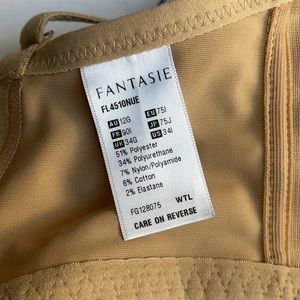 FANTASIE
FL4510NUE
AU 12G EU 75I
FR 90I JP 75J
UK 34G US 34I
51% Polyester
34% Polyurethane
7% Nylon/Polyamide
6% Cotton
2% Elastane
FG128075 WTL
CARE ON REVERSE